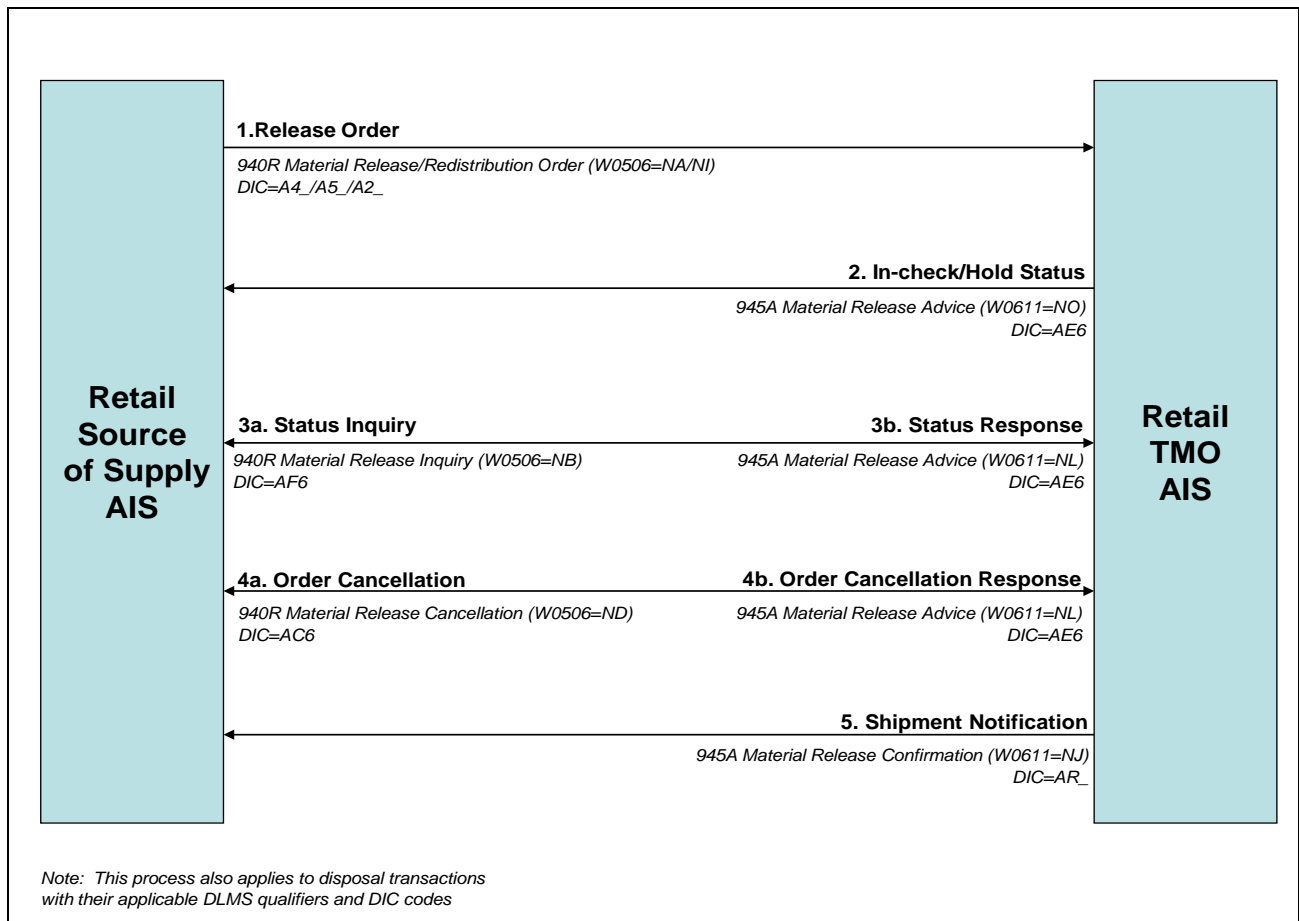 1.Release Order
940R Material Release/Redistribution Order (W0506=NA/NI)
DIC=A4_/A5_/A2_
2. In-check/Hold Status
945A Material Release Advice (W0611=NO)
DIC=AE6
Retail
Source
of Supply
AIS
3a. Status Inquiry
940R Material Release Inquiry (W0506=NB)
DIC=AF6
3b. Status Response
945A Material Release Advice (W0611=NL)
DIC=AE6
Retail
TMO
AIS
4a. Order Cancellation
940R Material Release Cancellation (W0506=ND)
DIC=AC6
4b. Order Cancellation Response
945A Material Release Advice (W0611=NL)
DIC=AE6
5. Shipment Notification
945A Material Release Confirmation (W0611=NJ)
DIC=AR_
Note: This process also applies to disposal transactions
with their applicable DLMS qualifiers and DIC codes